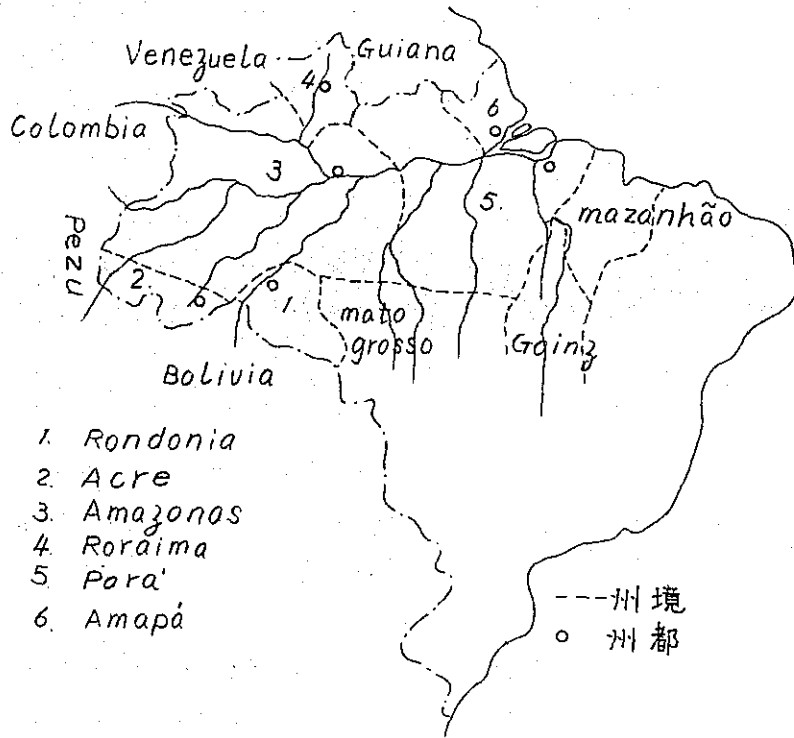 Venezuela
Guiana
4
6
Colombia
3
5.
mazanhão
Pezu
2
1.
mato
grosso
Goinz
Bolivia
1. Rondonia
2. Acre
3. Amazonas
4. Roraima
5. Pora'
6. Amapá
---州境
○ 州都